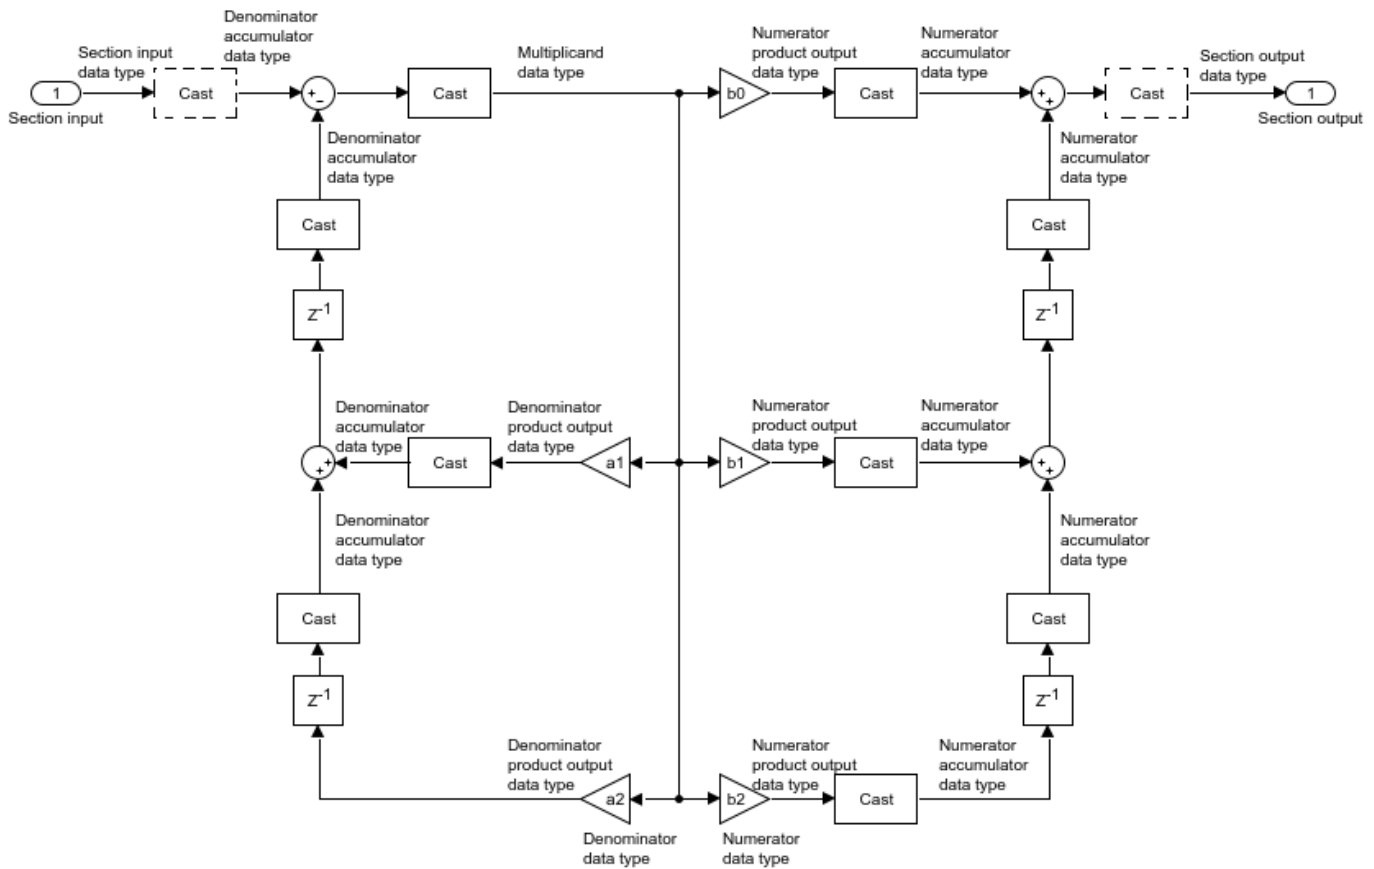 Denominator
accumulator
data type
Section input
data type
Multiplicand
data type
Numerator
product output
data type
Numerator
accumulator
data type
Section output
data type
1
Cast
+
−
Cast
b0
Cast
+
+
Cast
1
Section input
Section output
Denominator
accumulator
data type
Numerator
accumulator
data type
Cast
Cast
z-1
z-1
Denominator
accumulator
data type
Denominator
product output
data type
Numerator
product output
data type
Numerator
accumulator
data type
+
+
Cast
a1
b1
Cast
+
+
Denominator
accumulator
data type
Numerator
accumulator
data type
Cast
Cast
z-1
z-1
Denominator
product output
data type
Numerator
product output
data type
Numerator
accumulator
data type
a2
b2
Cast
Denominator
data type
Numerator
data type